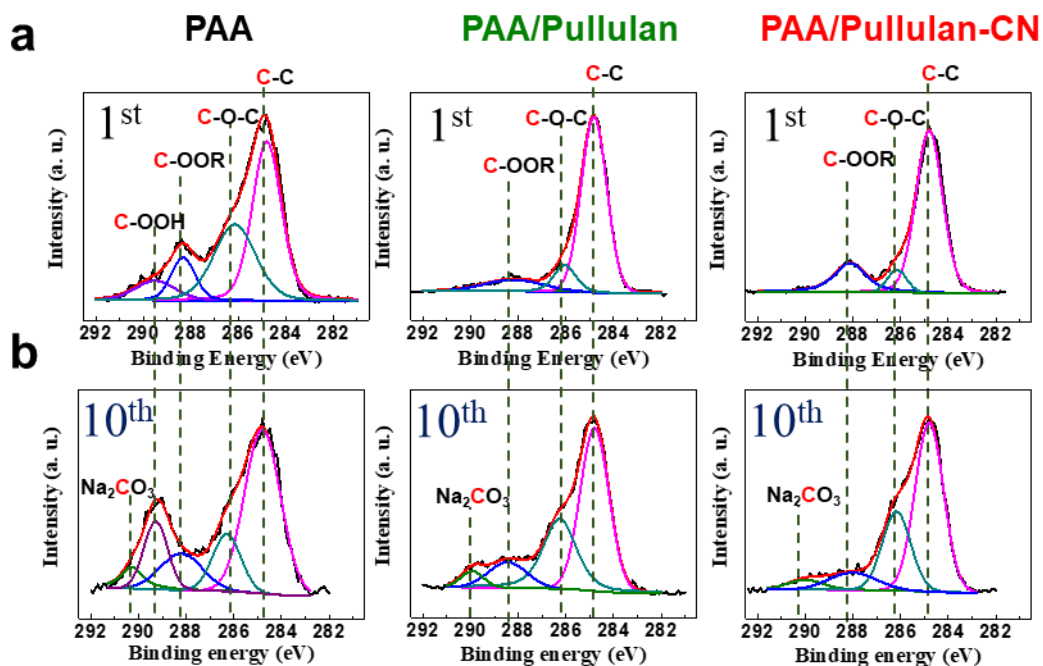 a
PAA
PAA/Pullulan
PAA/Pullulan-CN
1st
C-C
C-O-C
C-OOR
C-OOH
Intensity (a. u.)
292 290 288 286 284 282
Binding Energy (eV)
1st
C-C
C-O-C
C-OOR
Intensity (a. u.)
292 290 288 286 284 282
Binding Energy (eV)
1st
C-C
C-O-C
C-OOR
Intensity (a. u.)
292 290 288 286 284 282
Binding Energy (eV)
b
10th
Na2CO3
Intensity (a. u.)
292 290 288 286 284 282
Binding energy (eV)
10th
Na2CO3
Intensity (a. u.)
292 290 288 286 284 282
Binding energy (eV)
10th
Na2CO3
Intensity (a. u.)
292 290 288 286 284 282
Binding energy (eV)